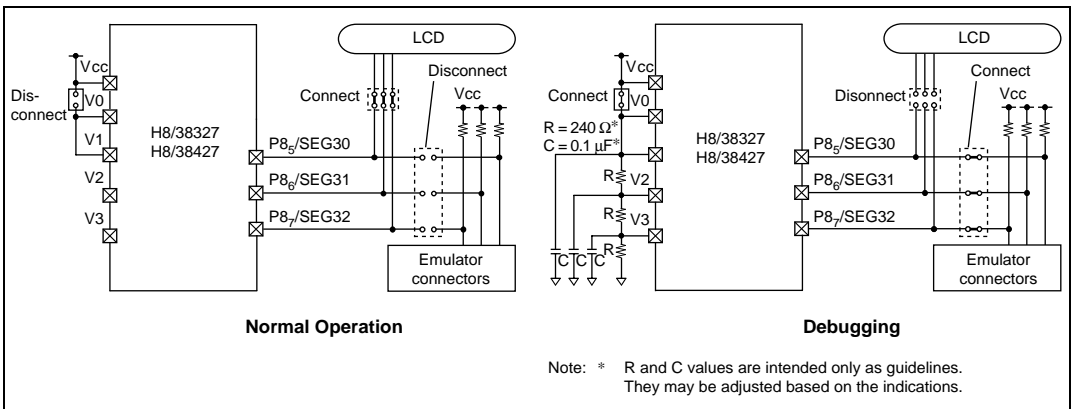 LCD
Vcc
Disconnect
Dis-
connect
V0
Connect
Vcc
V1
H8/38327
H8/38427
P85/SEG30
V2
P86/SEG31
V3
P87/SEG32
Emulator
connectors
Normal Operation
LCD
Vcc
Connect
Connect
V0
Disonnect
Vcc
R = 240 Ω*
C = 0.1 µF*
H8/38327
H8/38427
P85/SEG30
R
V2
P86/SEG31
R
V3
P87/SEG32
C
C
C
R
Emulator
connectors
Debugging
Note: * R and C values are intended only as guidelines.
They may be adjusted based on the indications.